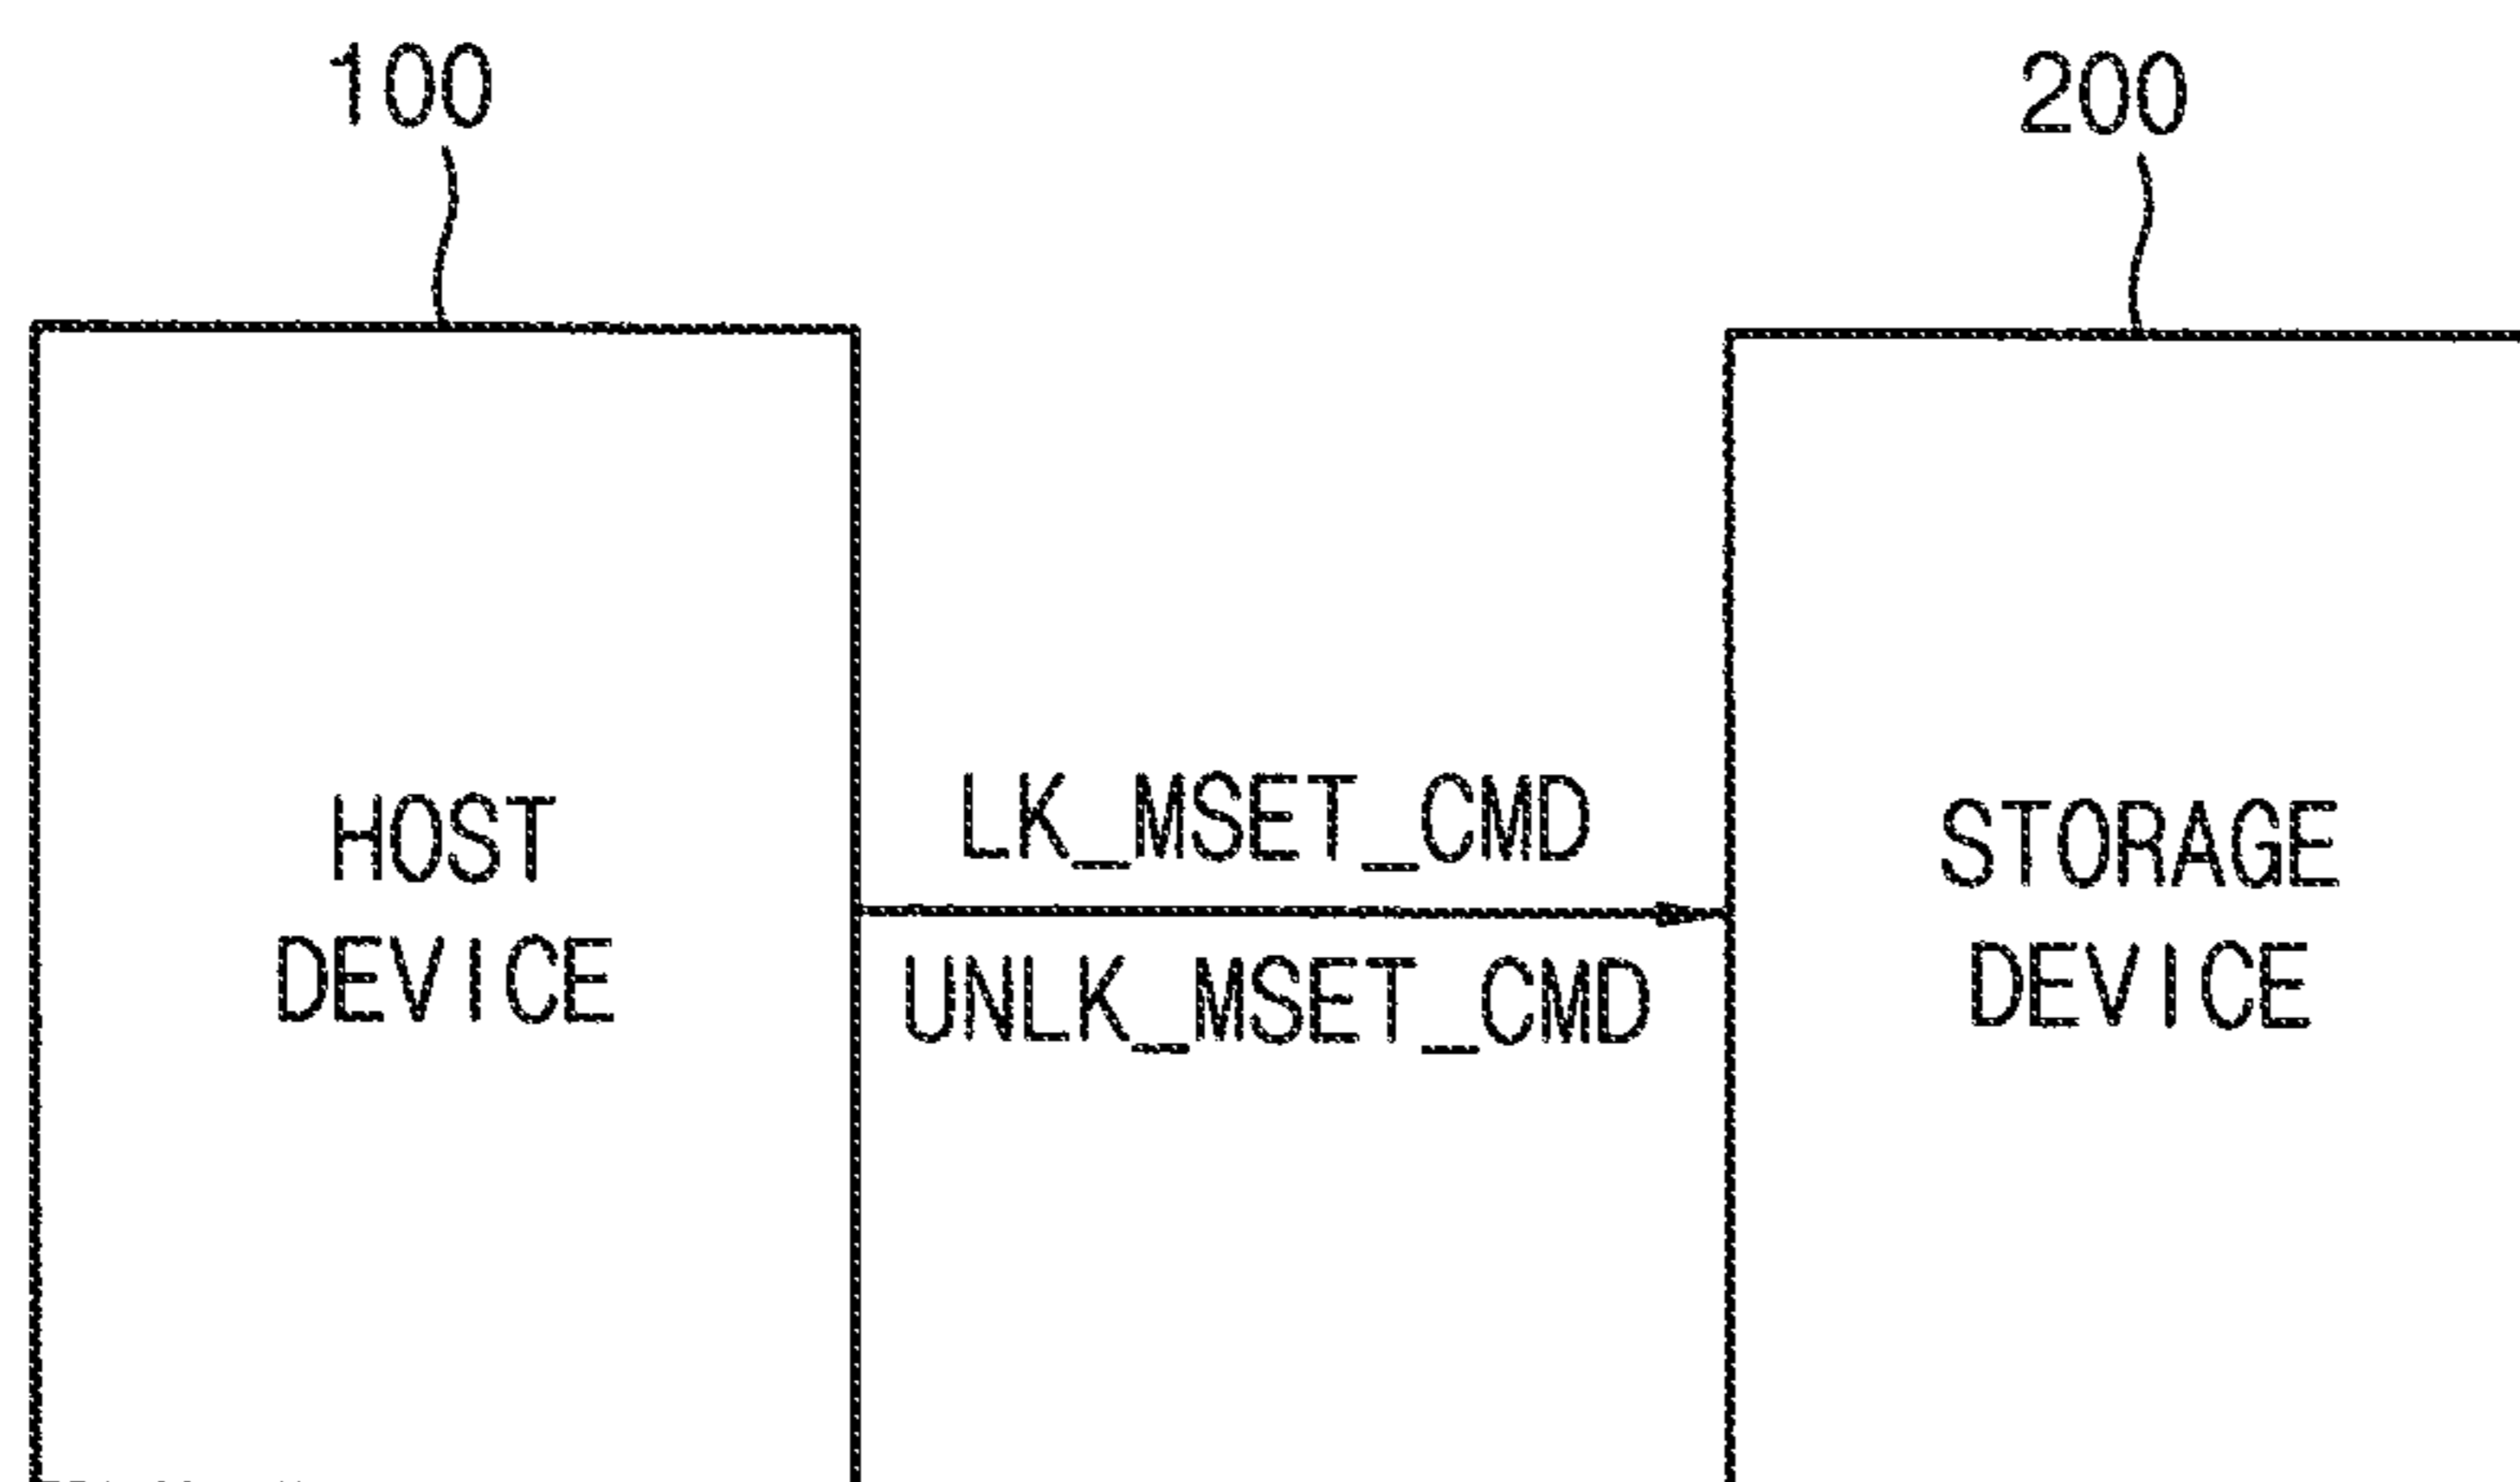 100
200
HOST
DEVICE
LK_MSET_CMD
UNLK_MSET_CMD
STORAGE
DEVICE